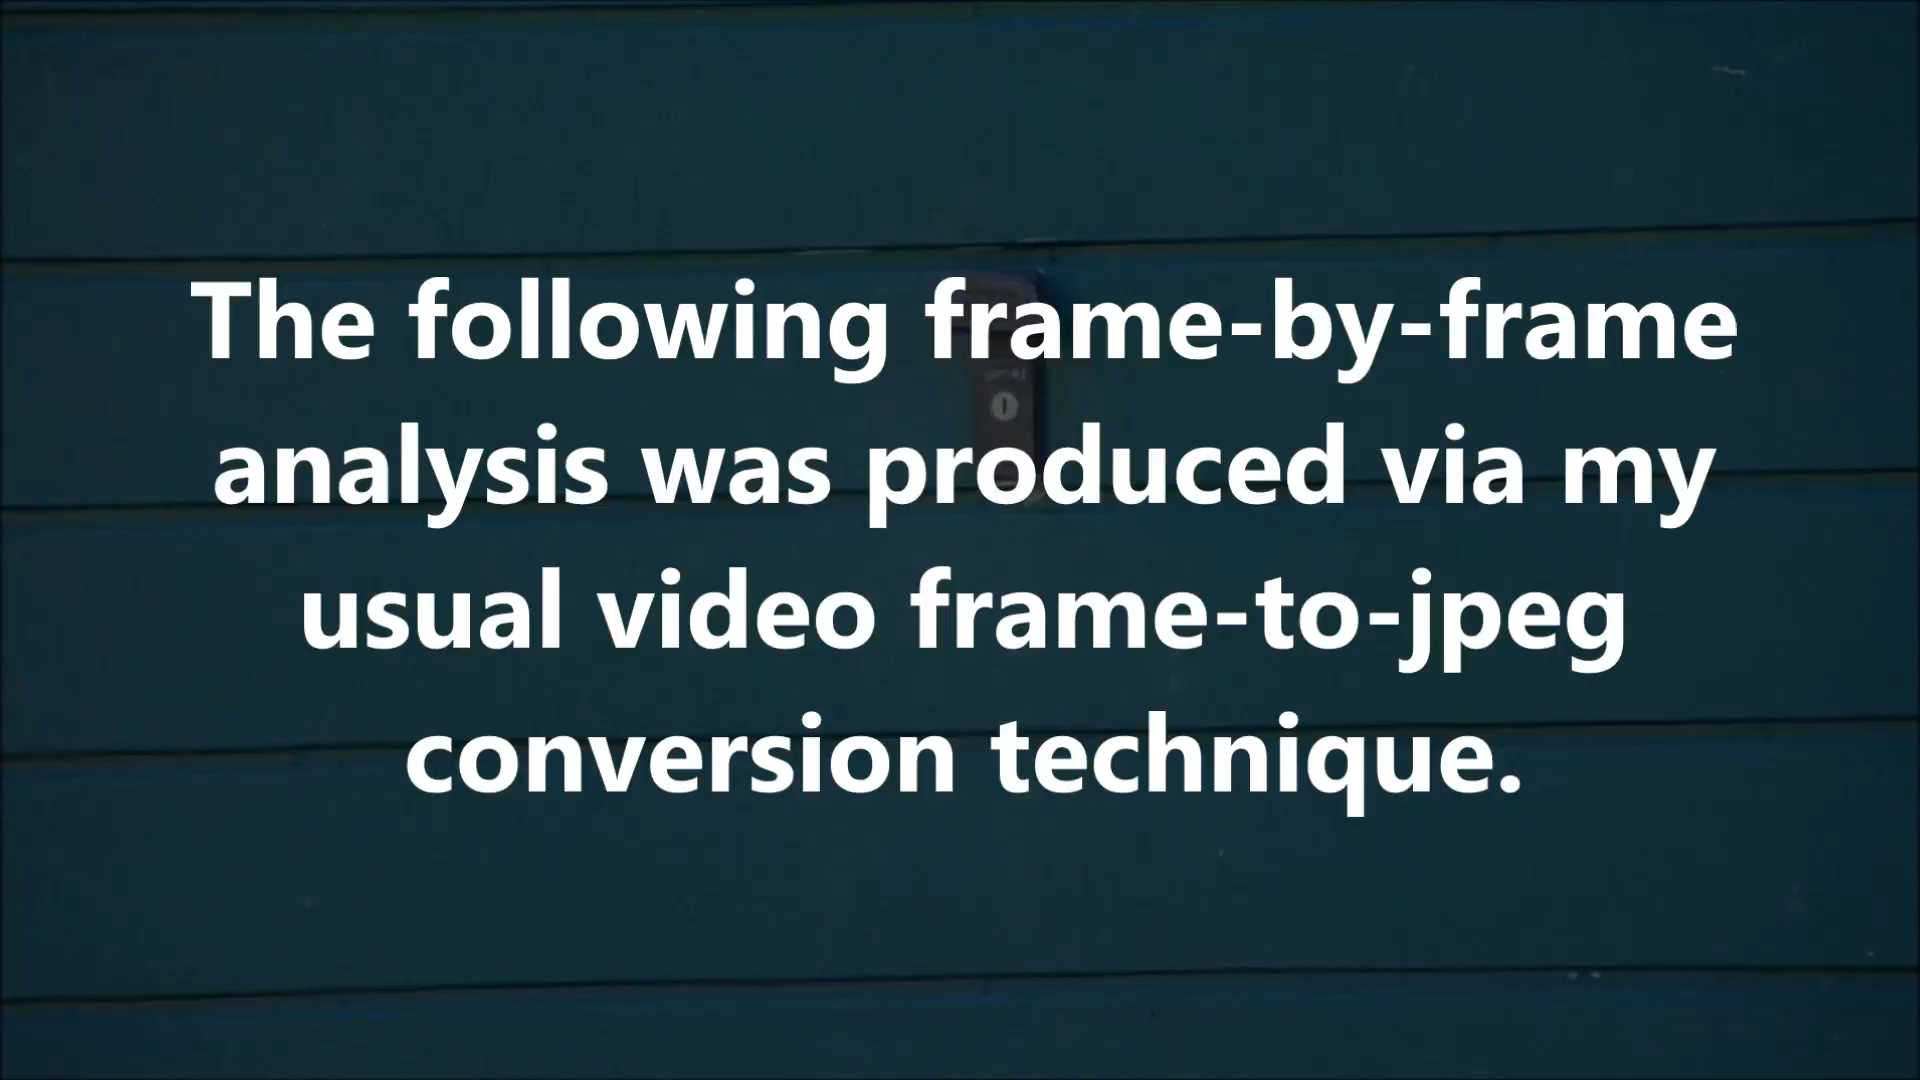 The following frame-by-frame
analysis was produced via my
usual video frame-to-jpeg
conversion technique.